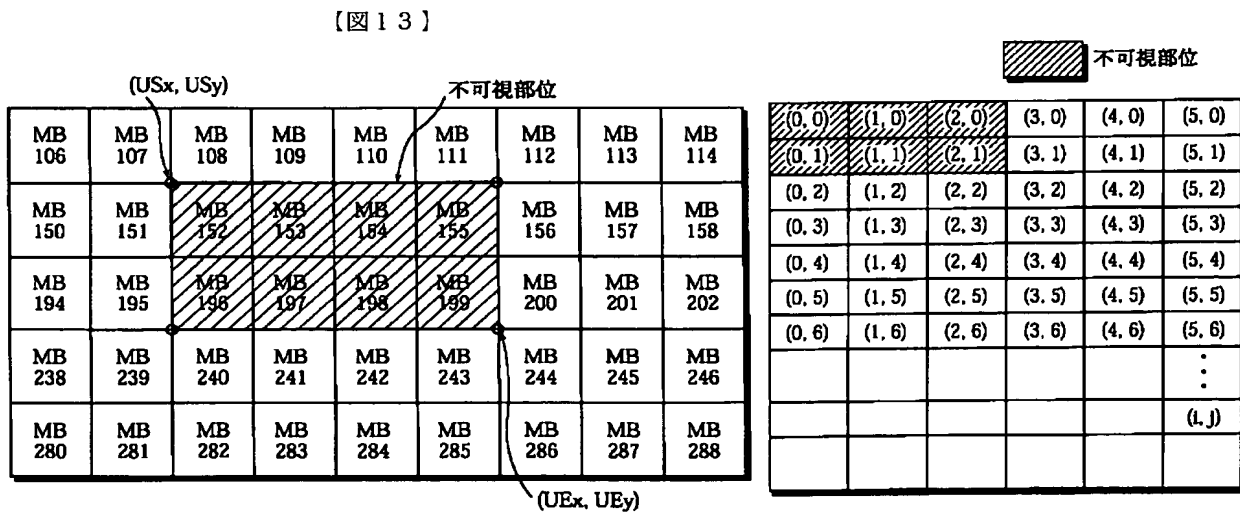 【図13】
不可視部位
(USx, USy)
不可視部位
MB 106 MB 107 MB 108 MB 109 MB 110 MB 111 MB 112 MB 113 MB 114
MB 150 MB 151 MB 152 MB 153 MB 154 MB 155 MB 156 MB 157 MB 158
MB 194 MB 195 MB 196 MB 197 MB 198 MB 199 MB 200 MB 201 MB 202
MB 238 MB 239 MB 240 MB 241 MB 242 MB 243 MB 244 MB 245 MB 246
MB 280 MB 281 MB 282 MB 283 MB 284 MB 285 MB 286 MB 287 MB 288
(UEx, UEy)
(0, 0) (1, 0) (2, 0) (3, 0) (4, 0) (5, 0)
(0, 1) (1, 1) (2, 1) (3, 1) (4, 1) (5, 1)
(0, 2) (1, 2) (2, 2) (3, 2) (4, 2) (5, 2)
(0, 3) (1, 3) (2, 3) (3, 3) (4, 3) (5, 3)
(0, 4) (1, 4) (2, 4) (3, 4) (4, 4) (5, 4)
(0, 5) (1, 5) (2, 5) (3, 5) (4, 5) (5, 5)
(0, 6) (1, 6) (2, 6) (3, 6) (4, 6) (5, 6)
⋮
(i, j)